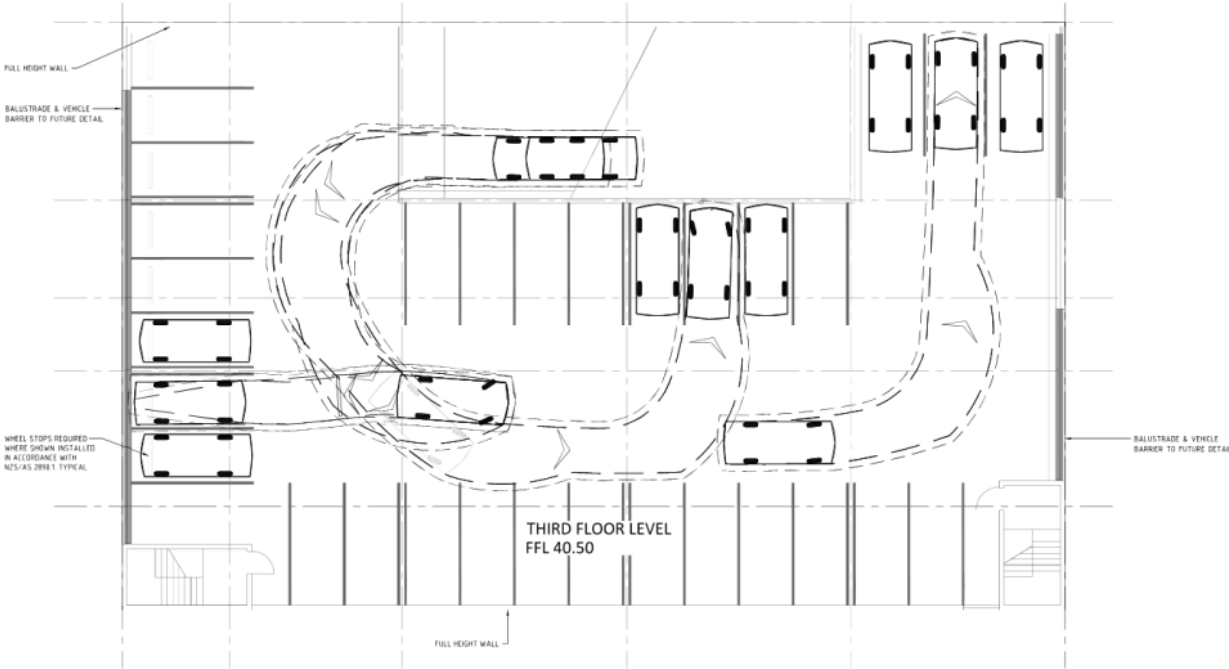 FULL HEIGHT WALL
BALUSTRADE & VEHICLE
BARRIER TO FUTURE DETAIL
WHEEL STOPS REQUIRED
WHERE SHOWN INSTALLED
IN ACCORDANCE WITH
NZS/AS 2890.1 TYPICAL
BALUSTRADE & VEHICLE
BARRIER TO FUTURE DETAIL
THIRD FLOOR LEVEL
FFL 40.50
FULL HEIGHT WALL